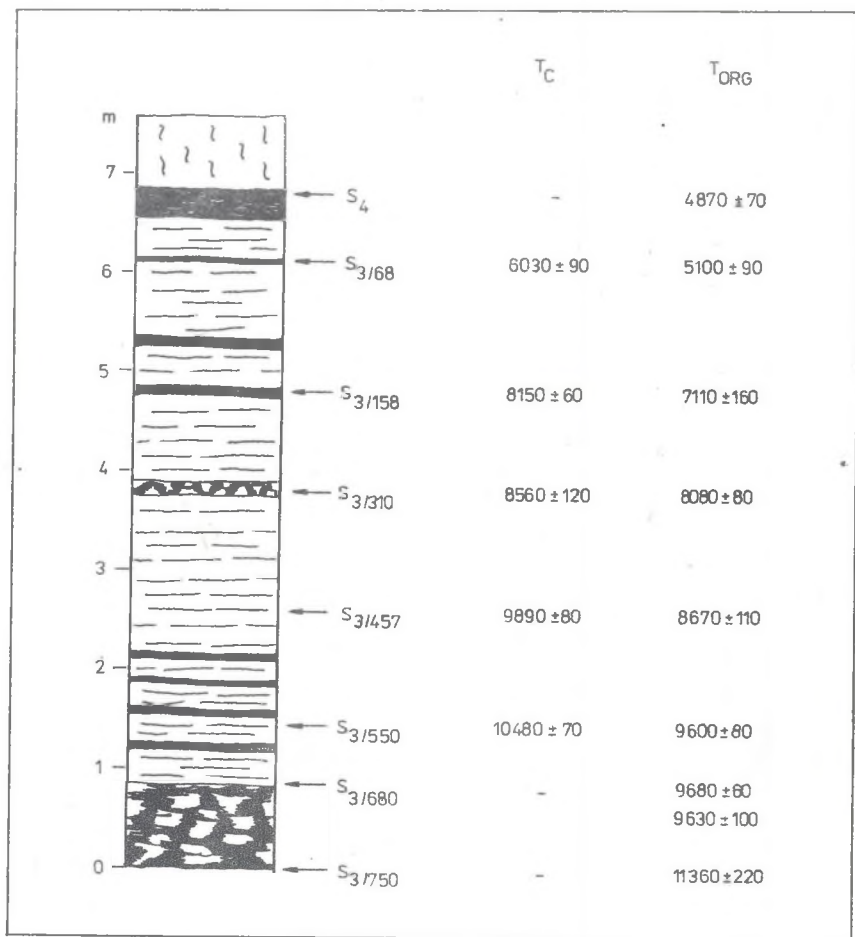 T_C T_ORG
m
7
S_4 - 4870 ± 70
6 S_3/68 6030 ± 90 5100 ± 90
5
S_3/158 8150 ± 60 7110 ± 160
4
S_3/310 8560 ± 120 8080 ± 80
3
S_3/457 9890 ± 80 8670 ± 110
2
S_3/550 10480 ± 70 9600 ± 80
1
S_3/680 - 9680 ± 60
9630 ± 100
0 S_3/750 - 11360 ± 220